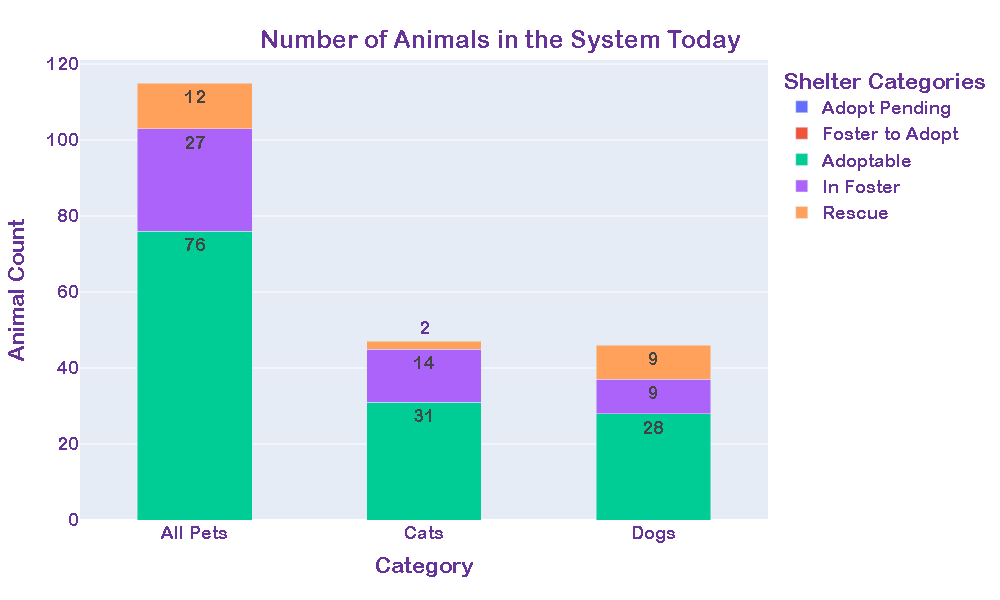 Number of Animals in the System Today
Shelter Categories
Adopt Pending
Foster to Adopt
Adoptable
In Foster
Rescue
Animal Count
120
100
80
60
40
20
0
12
27
76
2
14
31
9
9
28
All Pets
Cats
Dogs
Category